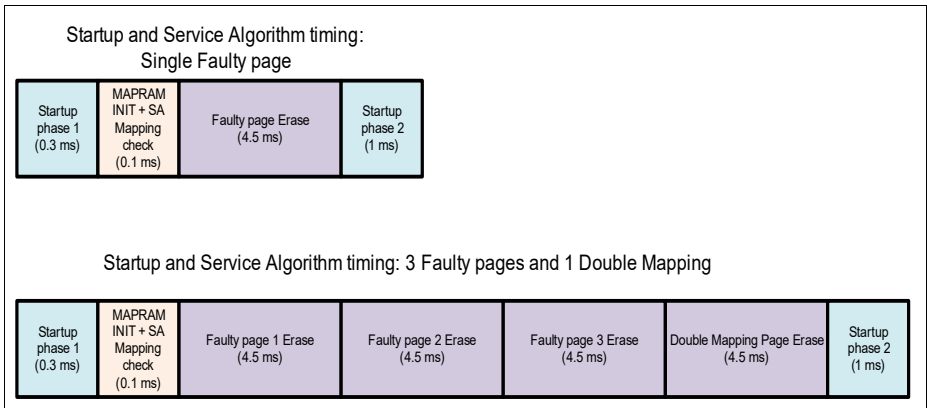 Startup and Service Algorithm timing:
Single Faulty page
Startup
phase 1
(0.3 ms)
MAPRAM
INIT + SA
Mapping
check
(0.1 ms)
Faulty page Erase
(4.5 ms)
Startup
phase 2
(1 ms)
Startup and Service Algorithm timing: 3 Faulty pages and 1 Double Mapping
Startup
phase 1
(0.3 ms)
MAPRAM
INIT + SA
Mapping
check
(0.1 ms)
Faulty page 1 Erase
(4.5 ms)
Faulty page 2 Erase
(4.5 ms)
Faulty page 3 Erase
(4.5 ms)
Double Mapping Page Erase
(4.5 ms)
Startup
phase 2
(1 ms)